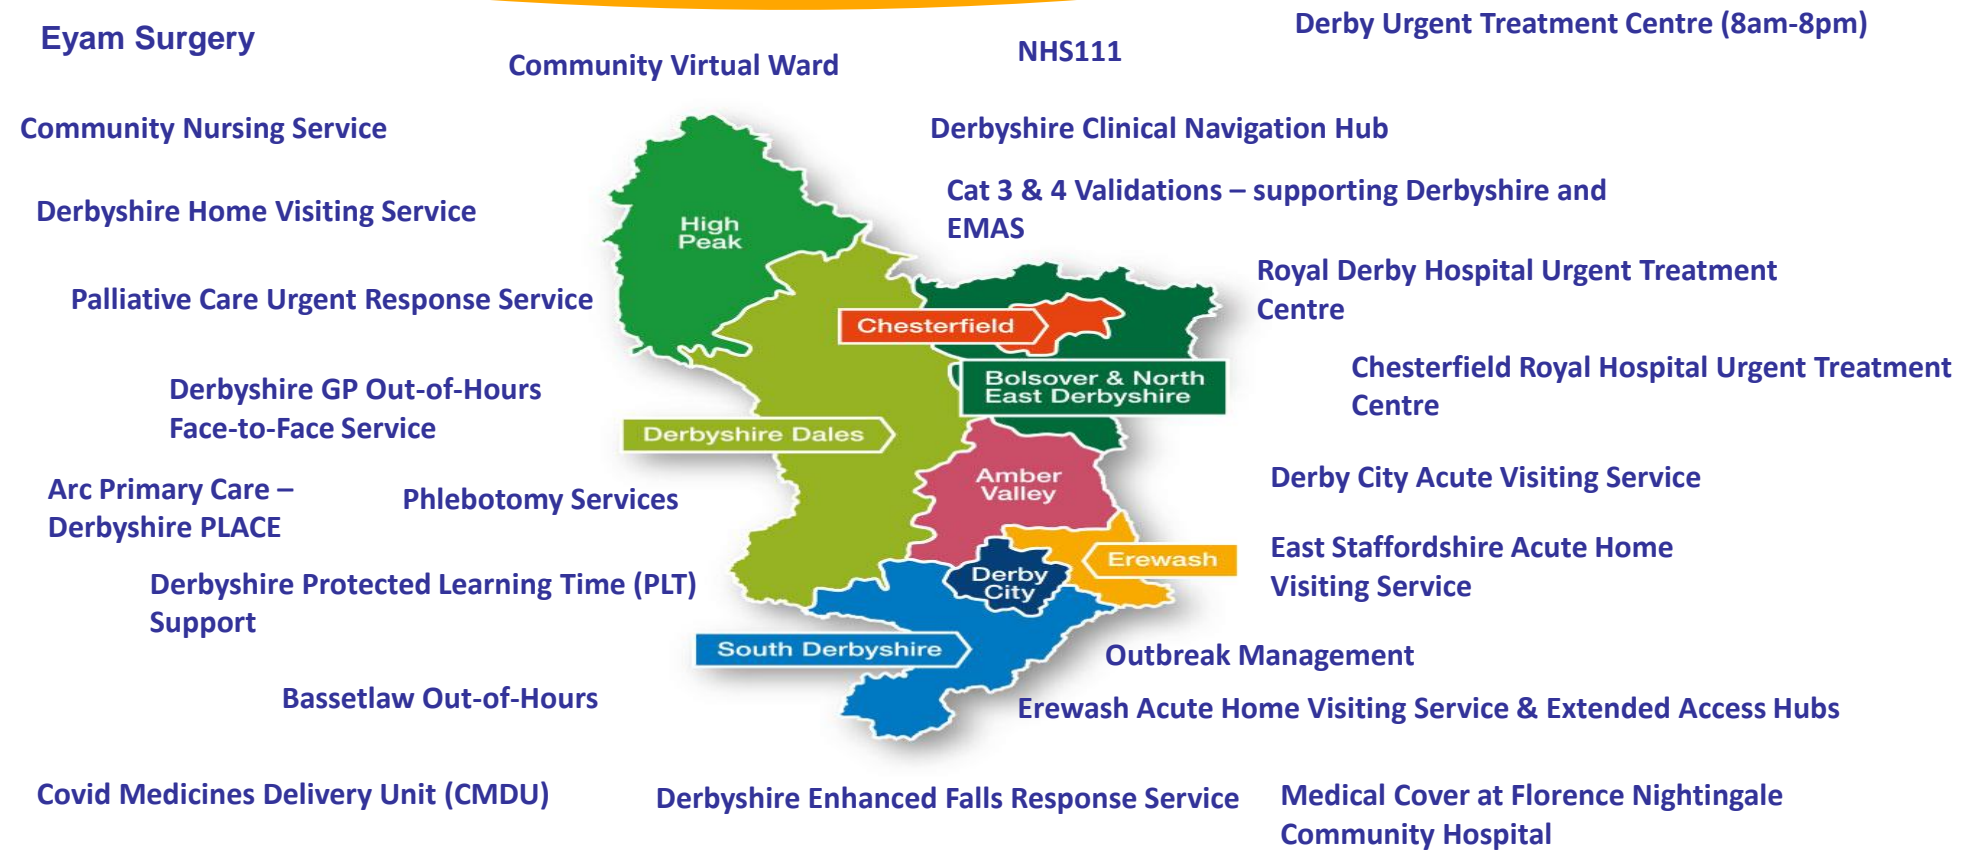 Eyam Surgery
Community Virtual Ward
NHS111
Derby Urgent Treatment Centre (8am-8pm)
Community Nursing Service
Derbyshire Clinical Navigation Hub
Derbyshire Home Visiting Service
Cat 3 & 4 Validations – supporting Derbyshire and
EMAS
High
Peak
Palliative Care Urgent Response Service
Royal Derby Hospital Urgent Treatment
Centre
Chesterfield
Bolsover & North
East Derbyshire
Chesterfield Royal Hospital Urgent Treatment
Centre
Derbyshire GP Out-of-Hours
Face-to-Face Service
Derbyshire Dales
Amber
Valley
Derby City Acute Visiting Service
Arc Primary Care –
Derbyshire PLACE
Phlebotomy Services
Erewash
East Staffordshire Acute Home
Visiting Service
Derby
City
Derbyshire Protected Learning Time (PLT)
Support
South Derbyshire
Outbreak Management
Bassetlaw Out-of-Hours
Erewash Acute Home Visiting Service & Extended Access Hubs
Covid Medicines Delivery Unit (CMDU)
Derbyshire Enhanced Falls Response Service
Medical Cover at Florence Nightingale
Community Hospital